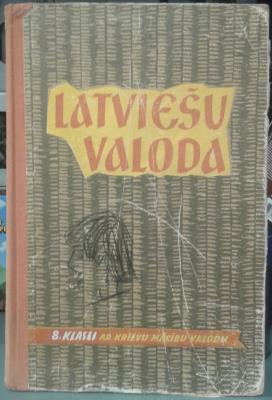 LATVIEŠU
VALODA
8. KLASEI AR KRIEVU MĀCĪBU VALODU